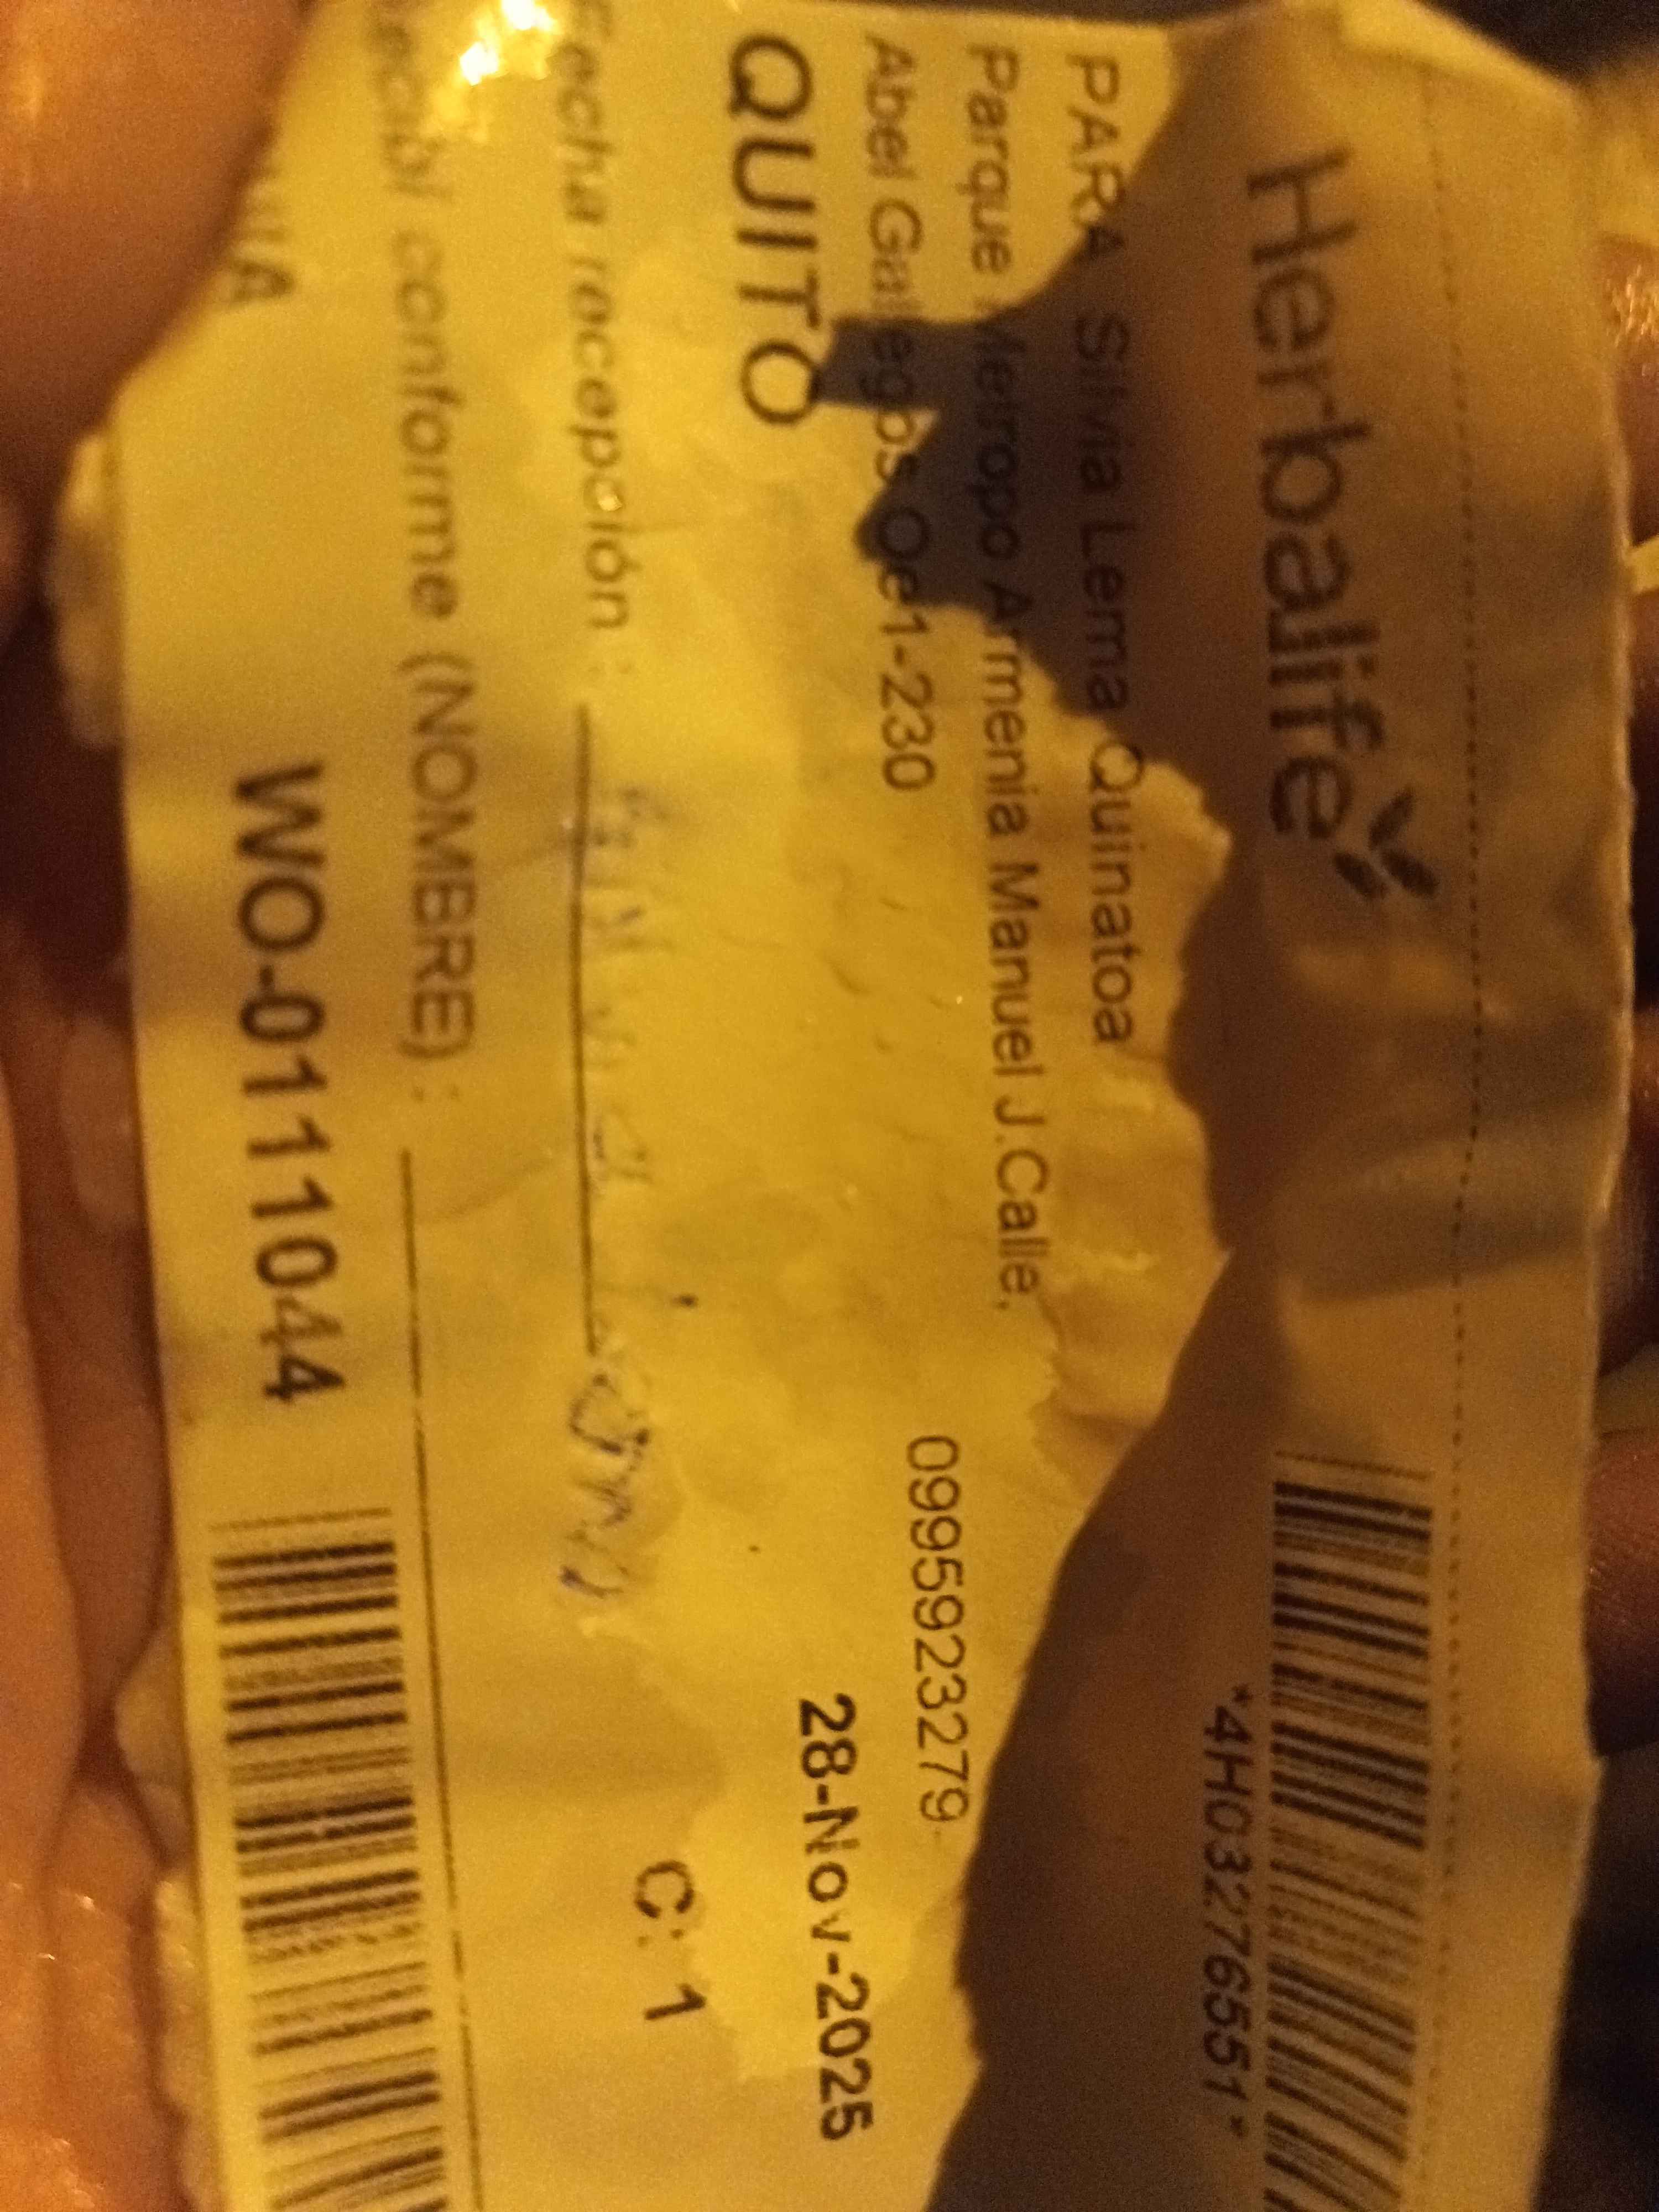 Herbalife
*4H03276551*
PARA Silvia Lema Quinatoa
Parque Metropo Armenia Manuel J.Calle,
Abel Gallegos Oe1-230 0995923279
QUITO 28-Nov-2025
Fecha recepción :
C: 1
conforme (NOMBRE) :
WO-0111044